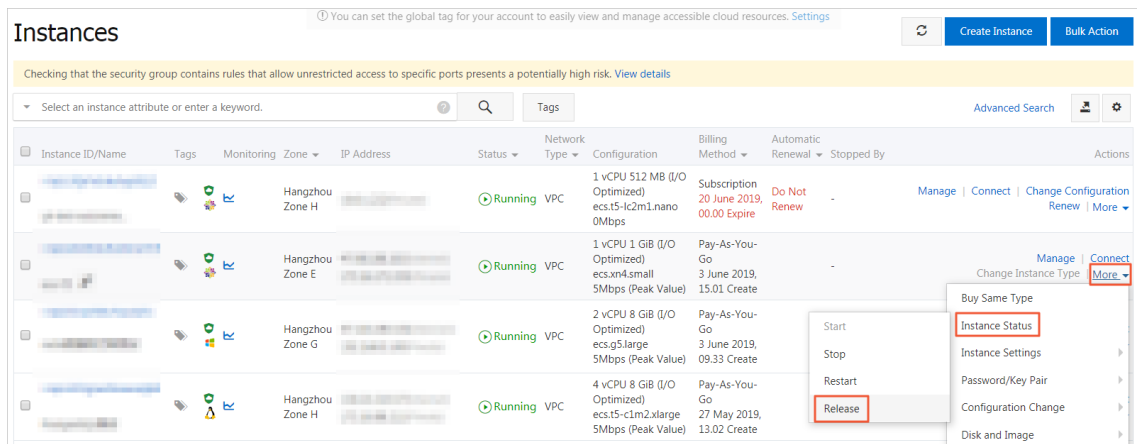 You can set the global tag for your account to easily view and manage accessible cloud resources. Settings
Instances
Create Instance
Bulk Action
Checking that the security group contains rules that allow unrestricted access to specific ports presents a potentially high risk. View details
Select an instance attribute or enter a keyword.
Tags
Advanced Search
Instance ID/Name Tags Monitoring Zone IP Address Status Network Type Configuration Billing Method Automatic Renewal Stopped By Actions
1 vCPU 512 MB (I/O
Optimized)
ecs.t5-lc2m1.nano
0Mbps
Hangzhou
Zone H
Running VPC
Subscription
20 June 2019,
00.00 Expire
Do Not
Renew
-
Manage | Connect | Change Configuration
Renew | More
Hangzhou
Zone E
Running VPC
1 vCPU 1 GiB (I/O
Optimized)
ecs.xn4.small
5Mbps (Peak Value)
Pay-As-You-
Go
3 June 2019,
15.01 Create
-
Manage | Connect
Change Instance Type | More
Hangzhou
Zone G
Running VPC
2 vCPU 8 GiB (I/O
Optimized)
ecs.g5.large
5Mbps (Peak Value)
Pay-As-You-
Go
3 June 2019,
09.33 Create
Hangzhou
Zone H
Running VPC
4 vCPU 8 GiB (I/O
Optimized)
ecs.t5-c1m2.xlarge
5Mbps (Peak Value)
Pay-As-You-
Go
27 May 2019,
13.02 Create
Start
Stop
Restart
Release
Buy Same Type
Instance Status
Instance Settings
Password/Key Pair
Configuration Change
Disk and Image